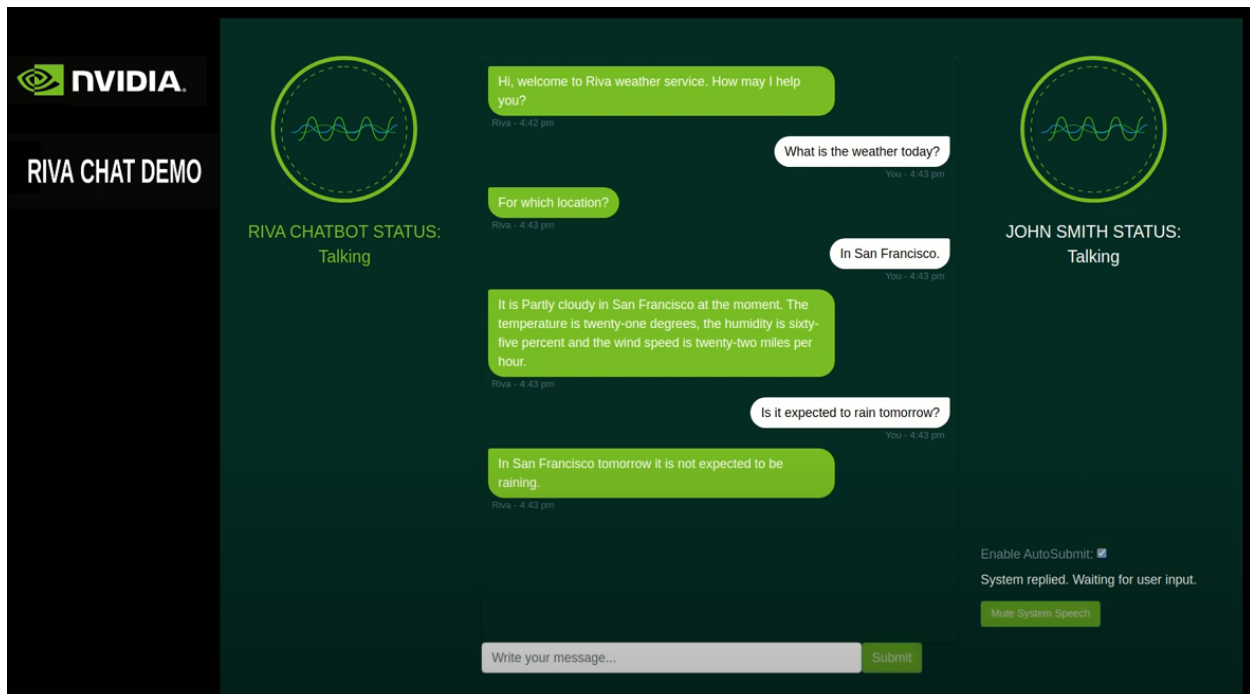 NVIDIA.
RIVA CHAT DEMO
RIVA CHATBOT STATUS:
Talking
Hi, welcome to Riva weather service. How may I help
you?
Riva - 4:42 pm
What is the weather today?
You - 4:43 pm
For which location?
Riva - 4:43 pm
In San Francisco.
You - 4:43 pm
It is Partly cloudy in San Francisco at the moment. The
temperature is twenty-one degrees, the humidity is sixty-
five percent and the wind speed is twenty-two miles per
hour.
Riva - 4:43 pm
Is it expected to rain tomorrow?
You - 4:43 pm
In San Francisco tomorrow it is not expected to be
raining.
Riva - 4:43 pm
Write your message...
Submit
JOHN SMITH STATUS:
Talking
Enable AutoSubmit:
System replied. Waiting for user input.
Mute System Speech